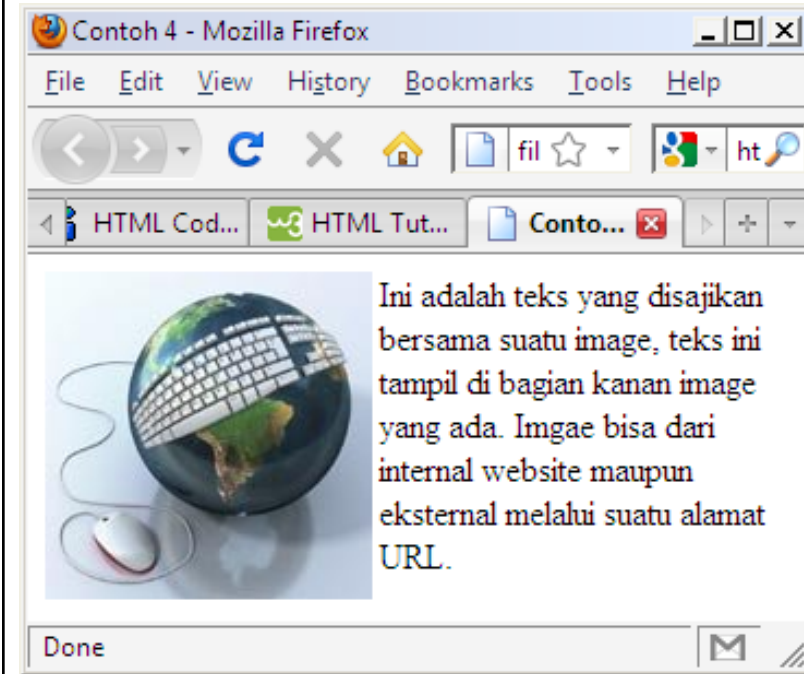 Contoh 4 - Mozilla Firefox
File Edit View History Bookmarks Tools Help
fil ht
HTML Cod... HTML Tut... Conto...
Ini adalah teks yang disajikan
bersama suatu image, teks ini
tampil di bagian kanan image
yang ada. Imgae bisa dari
internal website maupun
eksternal melalui suatu alamat
URL.
Done